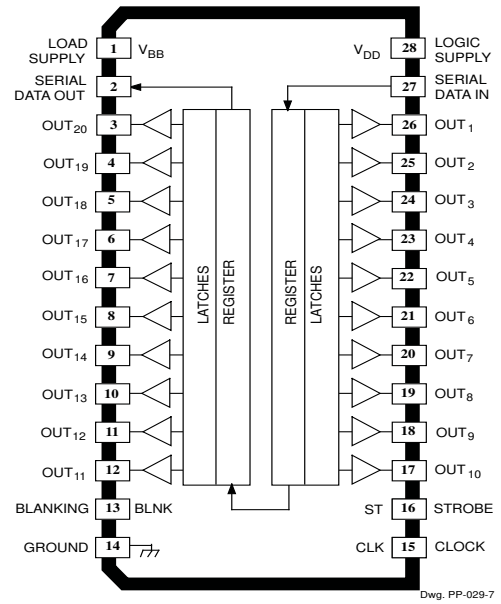 LOAD SUPPLY 1 V_BB V_DD 28 LOGIC SUPPLY
SERIAL DATA OUT 2 27 SERIAL DATA IN
OUT_20 3 26 OUT_1
OUT_19 4 25 OUT_2
OUT_18 5 24 OUT_3
OUT_17 6 23 OUT_4
OUT_16 7 22 OUT_5
OUT_15 8 21 OUT_6
OUT_14 9 20 OUT_7
OUT_13 10 19 OUT_8
OUT_12 11 18 OUT_9
OUT_11 12 17 OUT_10
LATCHES
REGISTER
REGISTER
LATCHES
BLANKING 13 BLNK ST 16 STROBE
GROUND 14 CLK 15 CLOCK
Dwg. PP-029-7